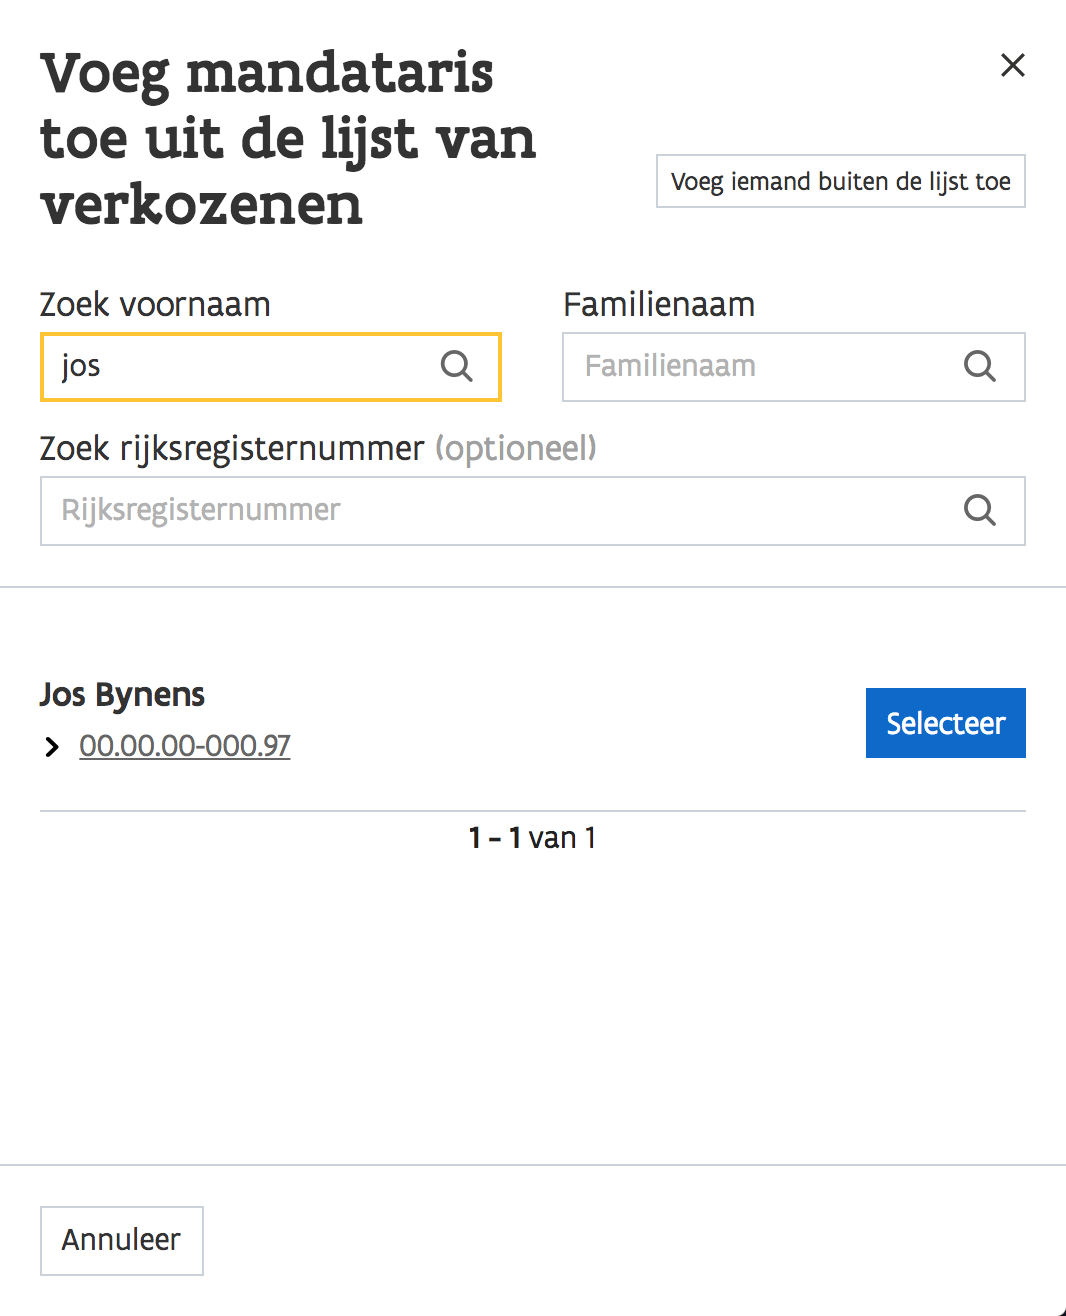 Voeg mandataris
toe uit de lijst van
verkozenen
Voeg iemand buiten de lijst toe
Zoek voornaam
Familienaam
jos
Familienaam
Zoek rijksregisternummer (optioneel)
Rijksregisternummer
Jos Bynens
00.00.00-000.97
Selecteer
1 - 1 van 1
Annuleer